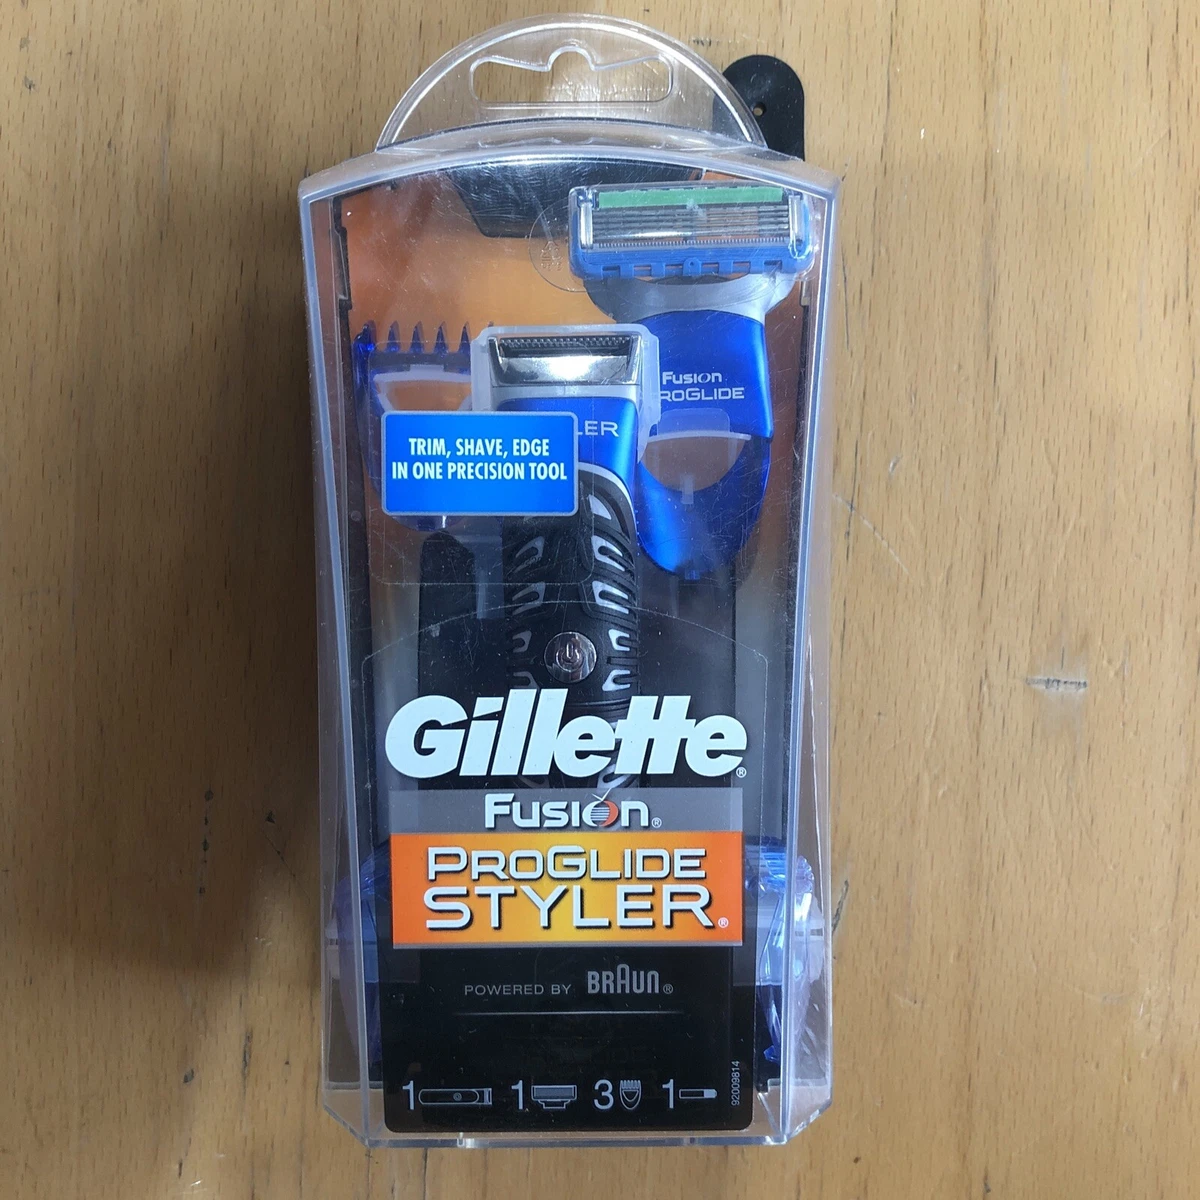 Fusion
ROGLIDE
LER
TRIM, SHAVE, EDGE
IN ONE PRECISION TOOL
Gillette®
Fusion®
PROGLIDE
STYLER®
POWERED BY BRAUN®
1 1 3 1
92009814